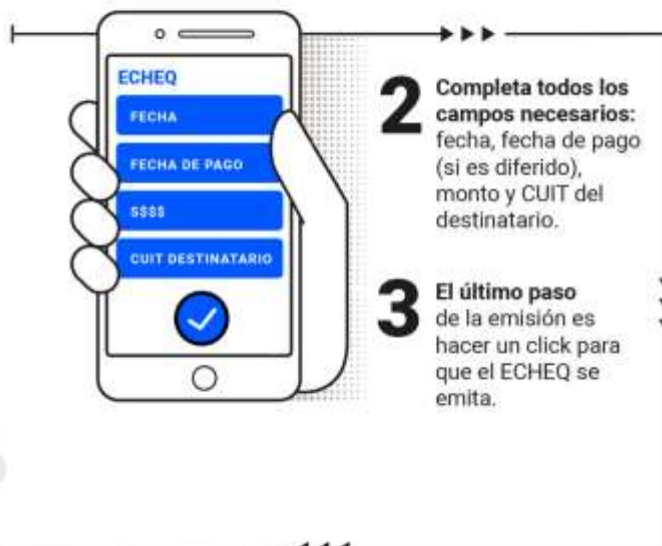 ECHEQ
FECHA
FECHA DE PAGO
S$$$
CUIT DESTINATARIO
2
Completa todos los
campos necesarios:
fecha, fecha de pago
(si es diferido),
monto y CUIT del
destinatario.
3
El último paso
de la emisión es
hacer un click para
que el ECHEQ se
emita.